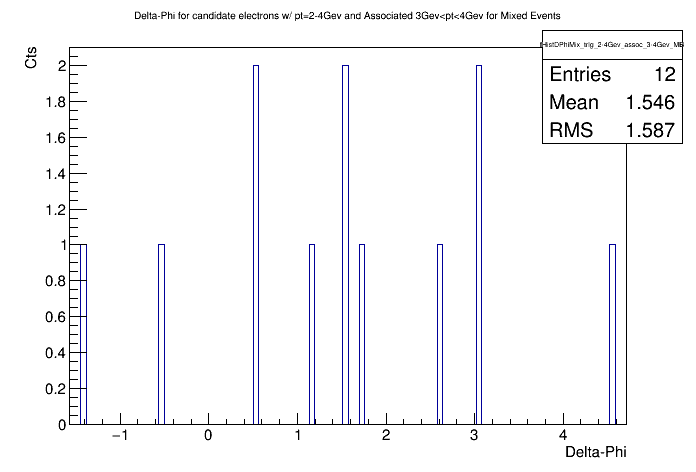 Delta-Phi for candidate electrons w/ pt=2-4Gev and Associated 3Gev<pt<4Gev for Mixed Events
Cts
HistDPhiMix_trig_2-4Gev_assoc_3-4Gev_MB
Entries 12
Mean 1.546
RMS 1.587
2
1.8
1.6
1.4
1.2
1
0.8
0.6
0.4
0.2
0
−1 0 1 2 3 4
Delta-Phi